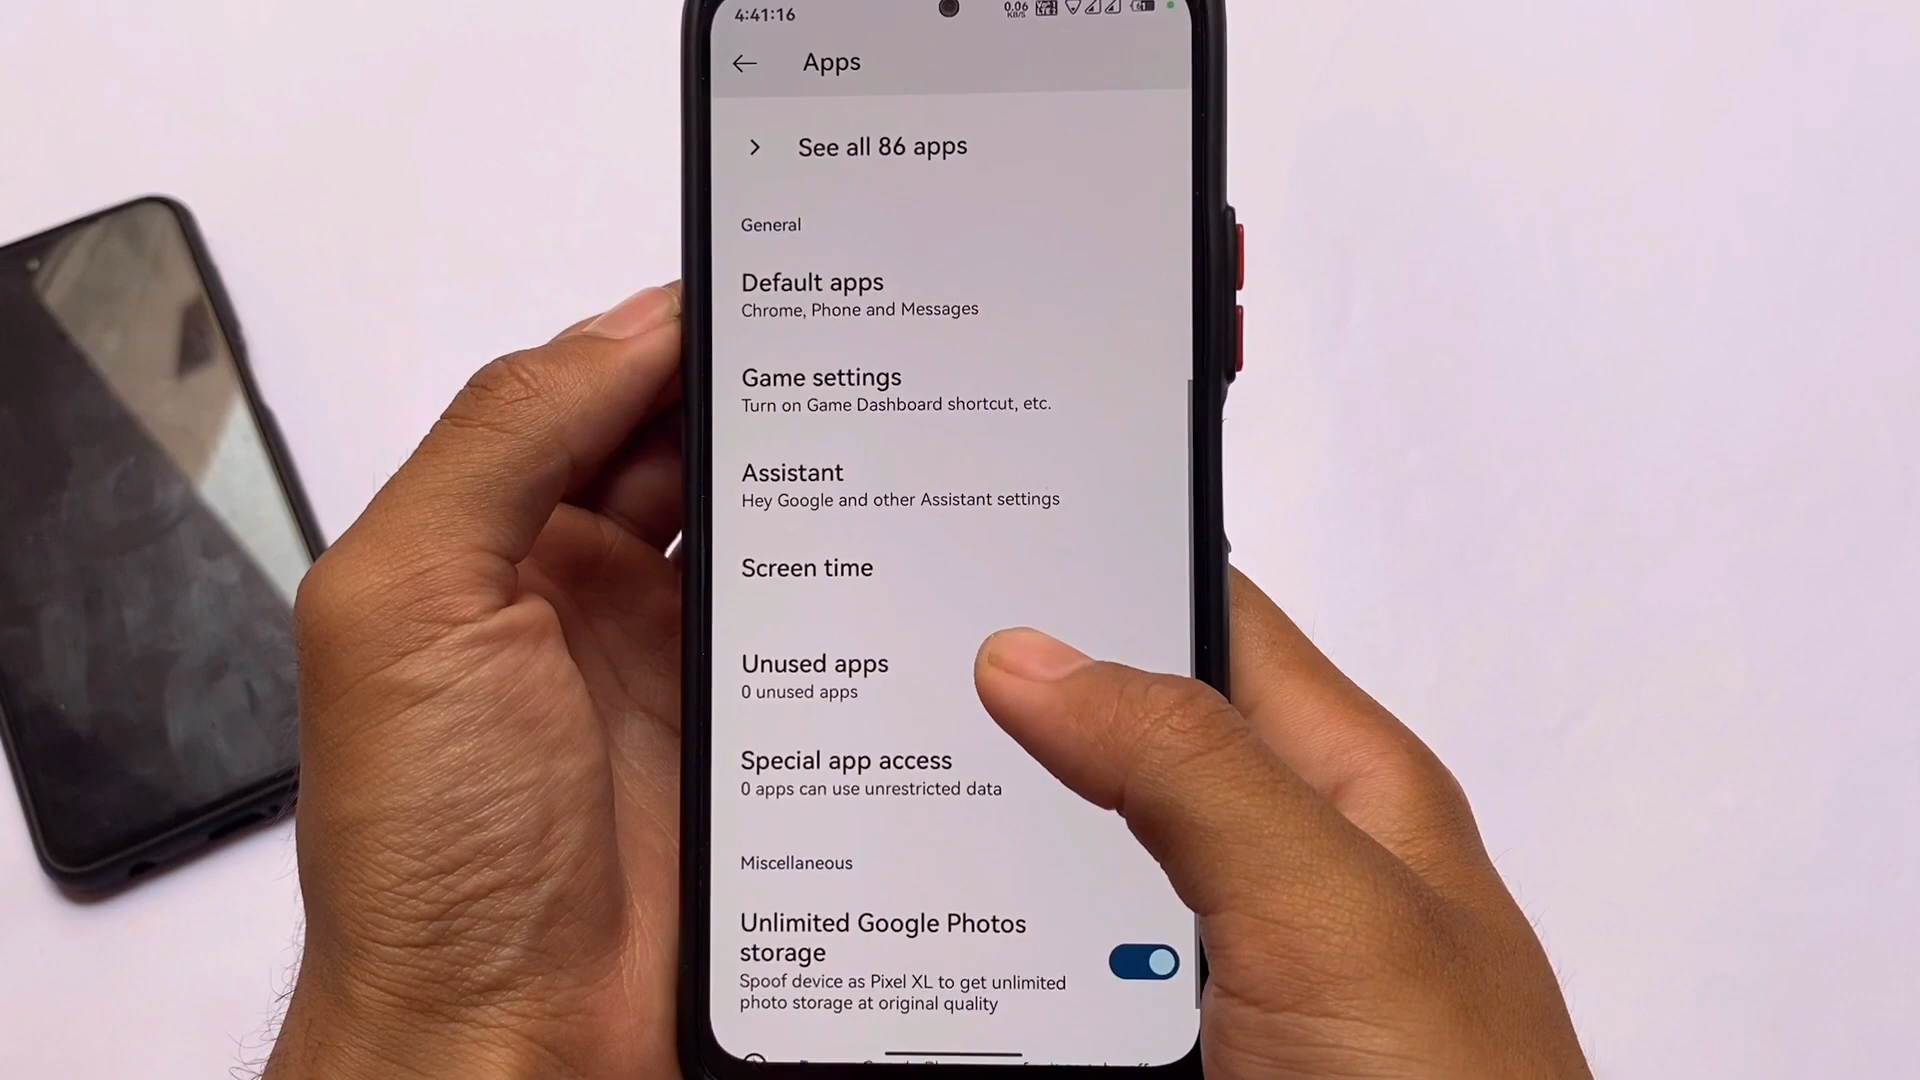 4:41:16
0.06
KB/S
Apps
See all 86 apps
General
Default apps
Chrome, Phone and Messages
Game settings
Turn on Game Dashboard shortcut, etc.
Assistant
Hey Google and other Assistant settings
Screen time
Unused apps
0 unused apps
Special app access
0 apps can use unrestricted data
Miscellaneous
Unlimited Google Photos
storage
Spoof device as Pixel XL to get unlimited
photo storage at original quality